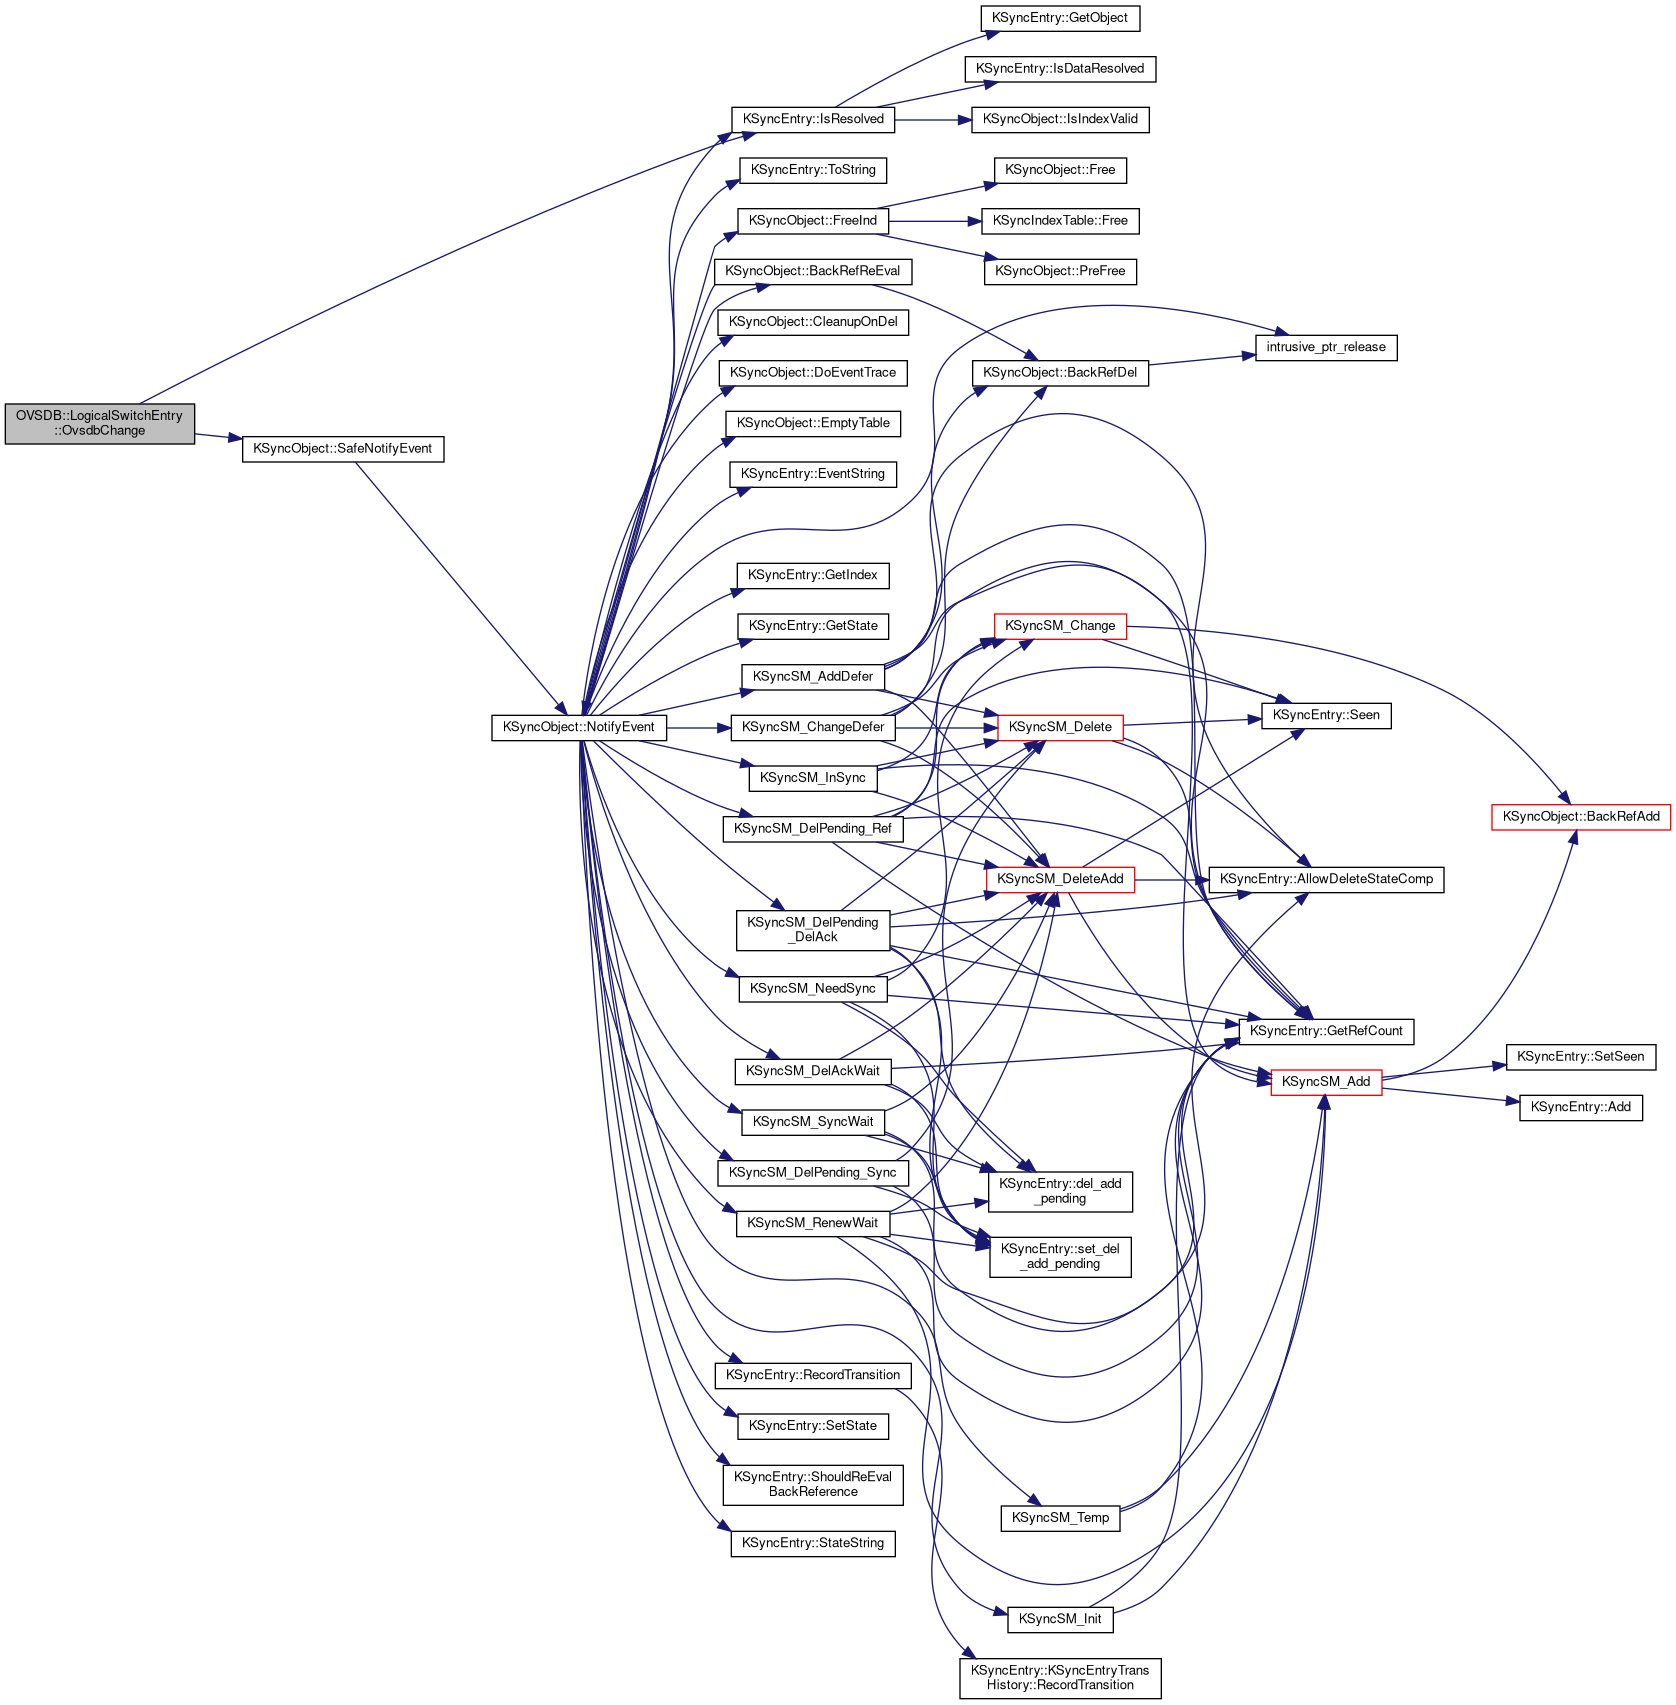 KSyncEntry::GetObject
KSyncEntry::IsDataResolved
KSyncEntry::IsResolved
KSyncObject::IsIndexValid
KSyncEntry::ToString
KSyncObject::Free
KSyncObject::FreeInd
KSyncIndexTable::Free
KSyncObject::BackRefReEval
KSyncObject::PreFree
KSyncObject::CleanupOnDel
intrusive_ptr_release
KSyncObject::DoEventTrace
KSyncObject::BackRefDel
OVSDB::LogicalSwitchEntry
::OvsdbChange
KSyncObject::EmptyTable
KSyncObject::SafeNotifyEvent
KSyncEntry::EventString
KSyncEntry::GetIndex
KSyncEntry::GetState
KSyncSM_Change
KSyncSM_AddDefer
KSyncEntry::Seen
KSyncObject::NotifyEvent
KSyncSM_ChangeDefer
KSyncSM_Delete
KSyncSM_InSync
KSyncObject::BackRefAdd
KSyncSM_DelPending_Ref
KSyncSM_DeleteAdd
KSyncEntry::AllowDeleteStateComp
KSyncSM_DelPending
_DelAck
KSyncSM_NeedSync
KSyncEntry::GetRefCount
KSyncEntry::SetSeen
KSyncSM_DelAckWait
KSyncSM_Add
KSyncEntry::Add
KSyncSM_SyncWait
KSyncSM_DelPending_Sync
KSyncEntry::del_add
_pending
KSyncSM_RenewWait
KSyncEntry::set_del
_add_pending
KSyncEntry::RecordTransition
KSyncEntry::SetState
KSyncEntry::ShouldReEval
BackReference
KSyncSM_Temp
KSyncEntry::StateString
KSyncSM_Init
KSyncEntry::KSyncEntryTrans
History::RecordTransition